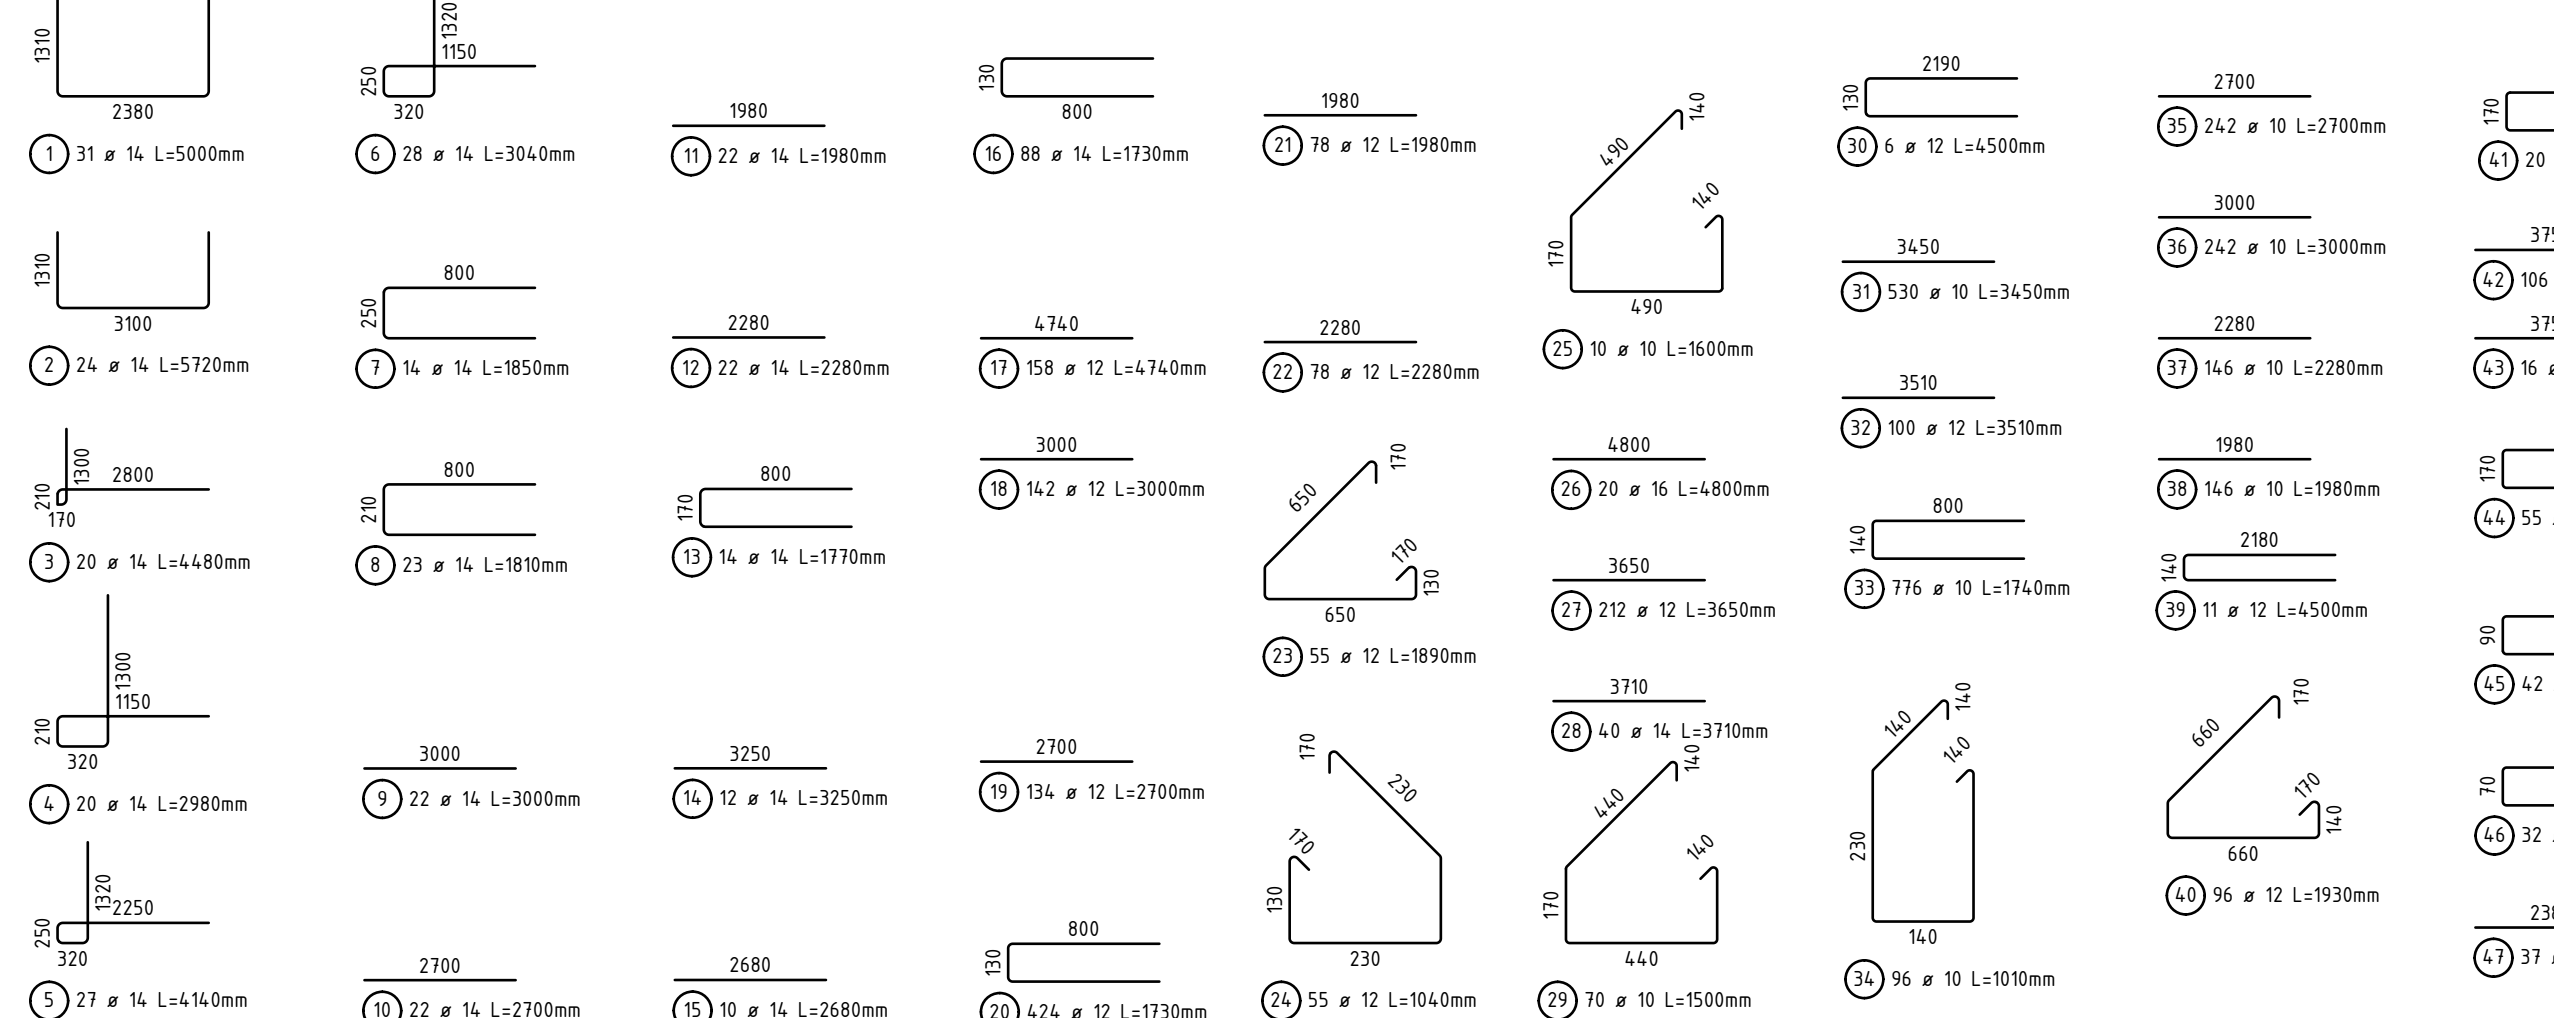 1310
2380
1 31 ø 14 L=5000mm
1310
3100
2 24 ø 14 L=5720mm
1300
2800
210
170
3 20 ø 14 L=4480mm
1300
1150
210
320
4 20 ø 14 L=2980mm
1320
2250
250
320
5 27 ø 14 L=4140mm
1320
1150
250
320
6 28 ø 14 L=3040mm
800
250
7 14 ø 14 L=1850mm
800
210
8 23 ø 14 L=1810mm
3000
9 22 ø 14 L=3000mm
2700
10 22 ø 14 L=2700mm
1980
11 22 ø 14 L=1980mm
2280
12 22 ø 14 L=2280mm
800
170
13 14 ø 14 L=1770mm
3250
14 12 ø 14 L=3250mm
2680
15 10 ø 14 L=2680mm
130
800
16 88 ø 14 L=1730mm
4740
17 158 ø 12 L=4740mm
3000
18 142 ø 12 L=3000mm
2700
19 134 ø 12 L=2700mm
800
130
20 424 ø 12 L=1730mm
1980
21 78 ø 12 L=1980mm
2280
22 78 ø 12 L=2280mm
170
650
170
130
650
23 55 ø 12 L=1890mm
170
230
170
130
230
24 55 ø 12 L=1040mm
140
490
140
170
490
25 10 ø 10 L=1600mm
4800
26 20 ø 16 L=4800mm
3650
27 212 ø 12 L=3650mm
3710
28 40 ø 14 L=3710mm
140
440
140
170
440
29 70 ø 10 L=1500mm
2190
130
30 6 ø 12 L=4500mm
3450
31 530 ø 10 L=3450mm
3510
32 100 ø 12 L=3510mm
800
140
33 776 ø 10 L=1740mm
140
140
140
230
140
34 96 ø 10 L=1010mm
2700
35 242 ø 10 L=2700mm
3000
36 242 ø 10 L=3000mm
2280
37 146 ø 10 L=2280mm
1980
38 146 ø 10 L=1980mm
2180
140
39 11 ø 12 L=4500mm
170
660
170
140
660
40 96 ø 12 L=1930mm
170
41 20
42 106
43 16
170
44 55
90
45 42
70
46 32
47 37